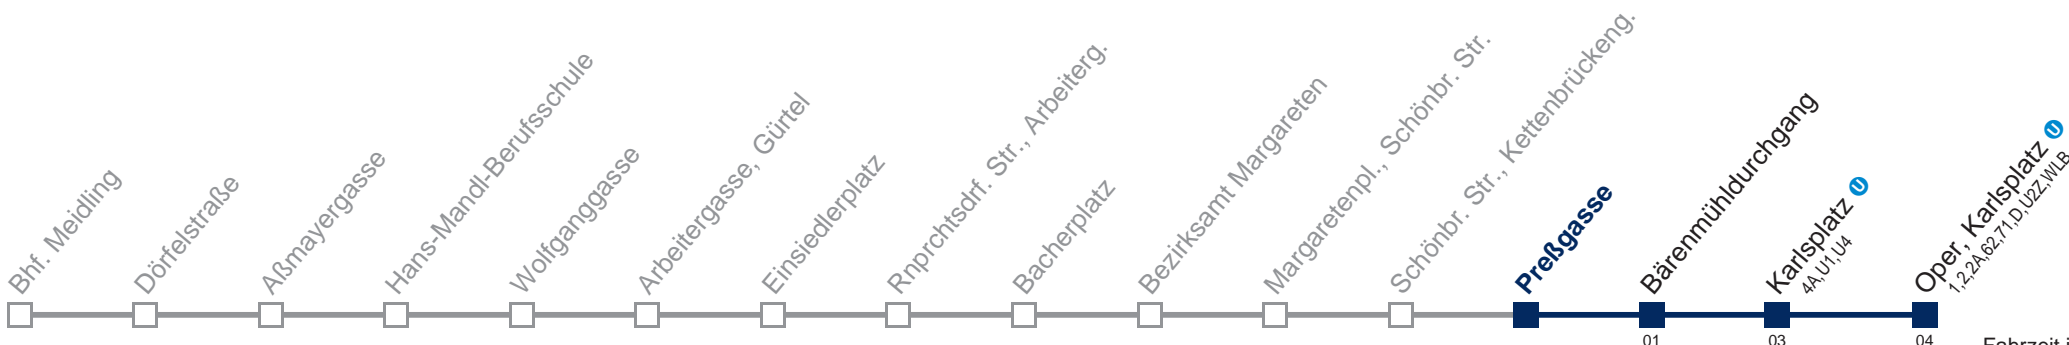 Bhf. Meidling
Dörfelstraße
Aßmayergasse
Hans-Mandl-Berufsschule
Wolfganggasse
Arbeitergasse, Gürtel
Einsiedlerplatz
Rnprchtsdrf. Str., Arbeiterg.
Bacherplatz
Bezirksamt Margareten
Margaretenpl., Schönbr. Str.
Schönbr. Str., Kettenbrückeng.
Preßgasse
Bärenmühldurchgang
Karlsplatz U
4A,U1,U4
Oper, Karlsplatz U
1,2,2A,62,71,D,U2Z,WLB
01
03
04
Fahrzeit